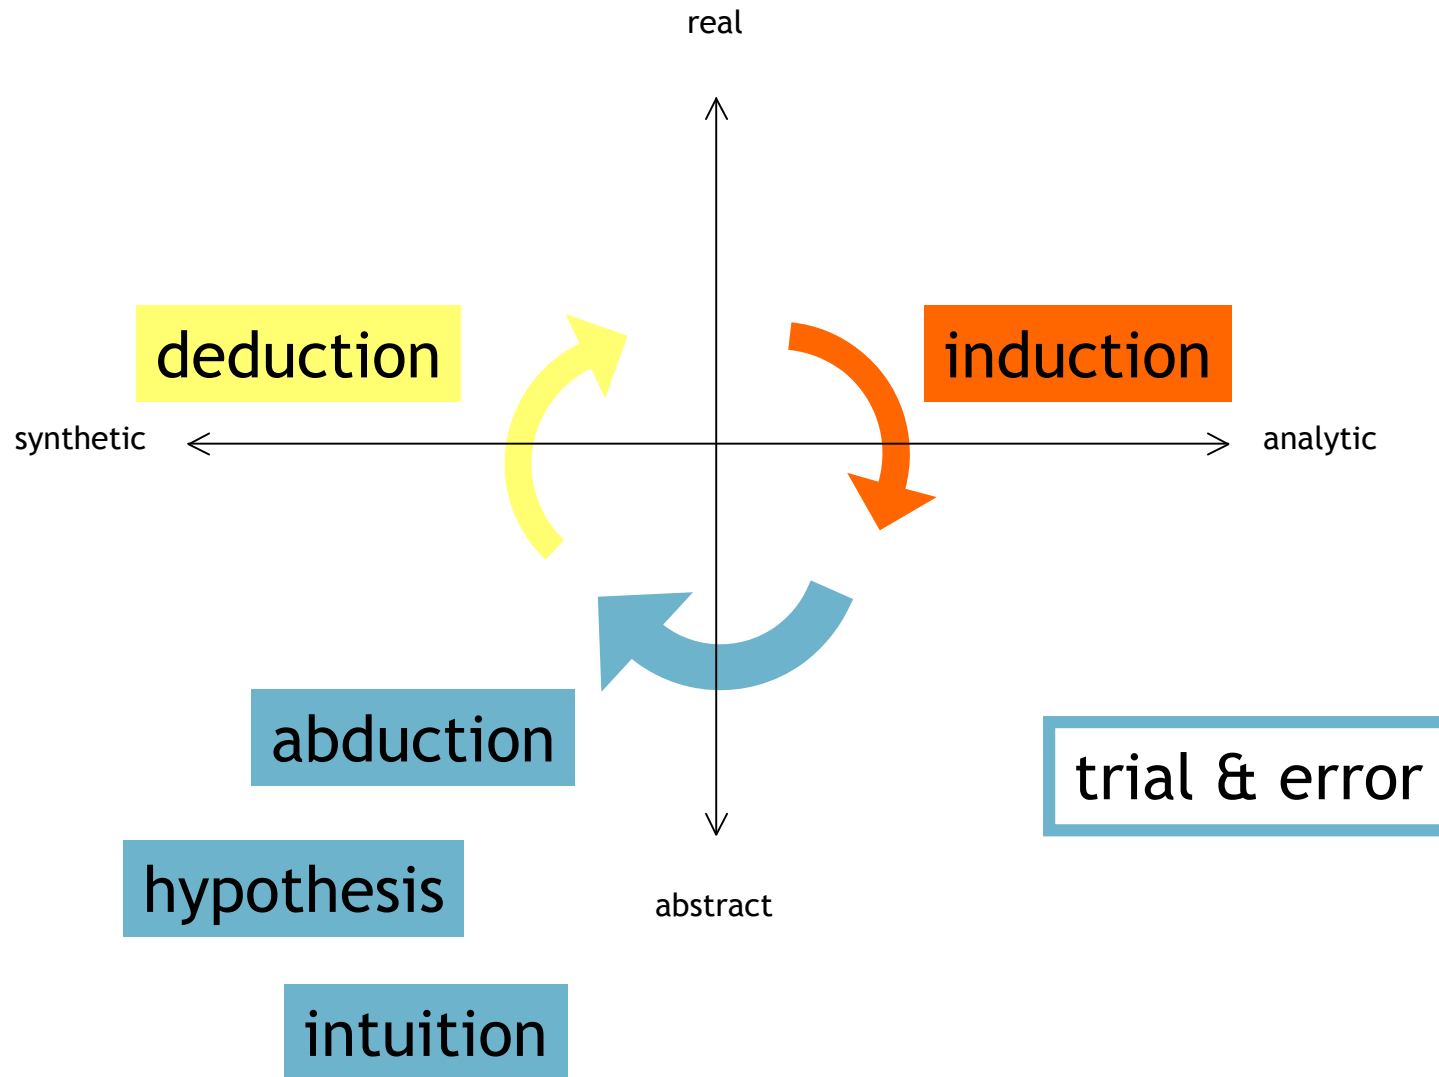 real
deduction
induction
synthetic
analytic
abduction
trial & error
hypothesis
abstract
intuition